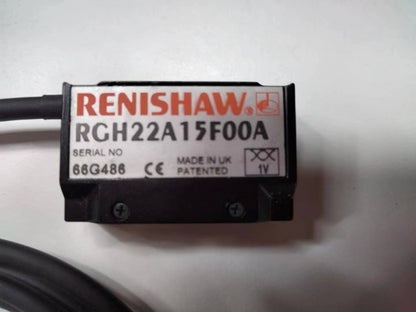 RENISHAW.
RGH22A15F00A
SERIAL NO
66G486 CE MADE IN UK
PATENTED
1V